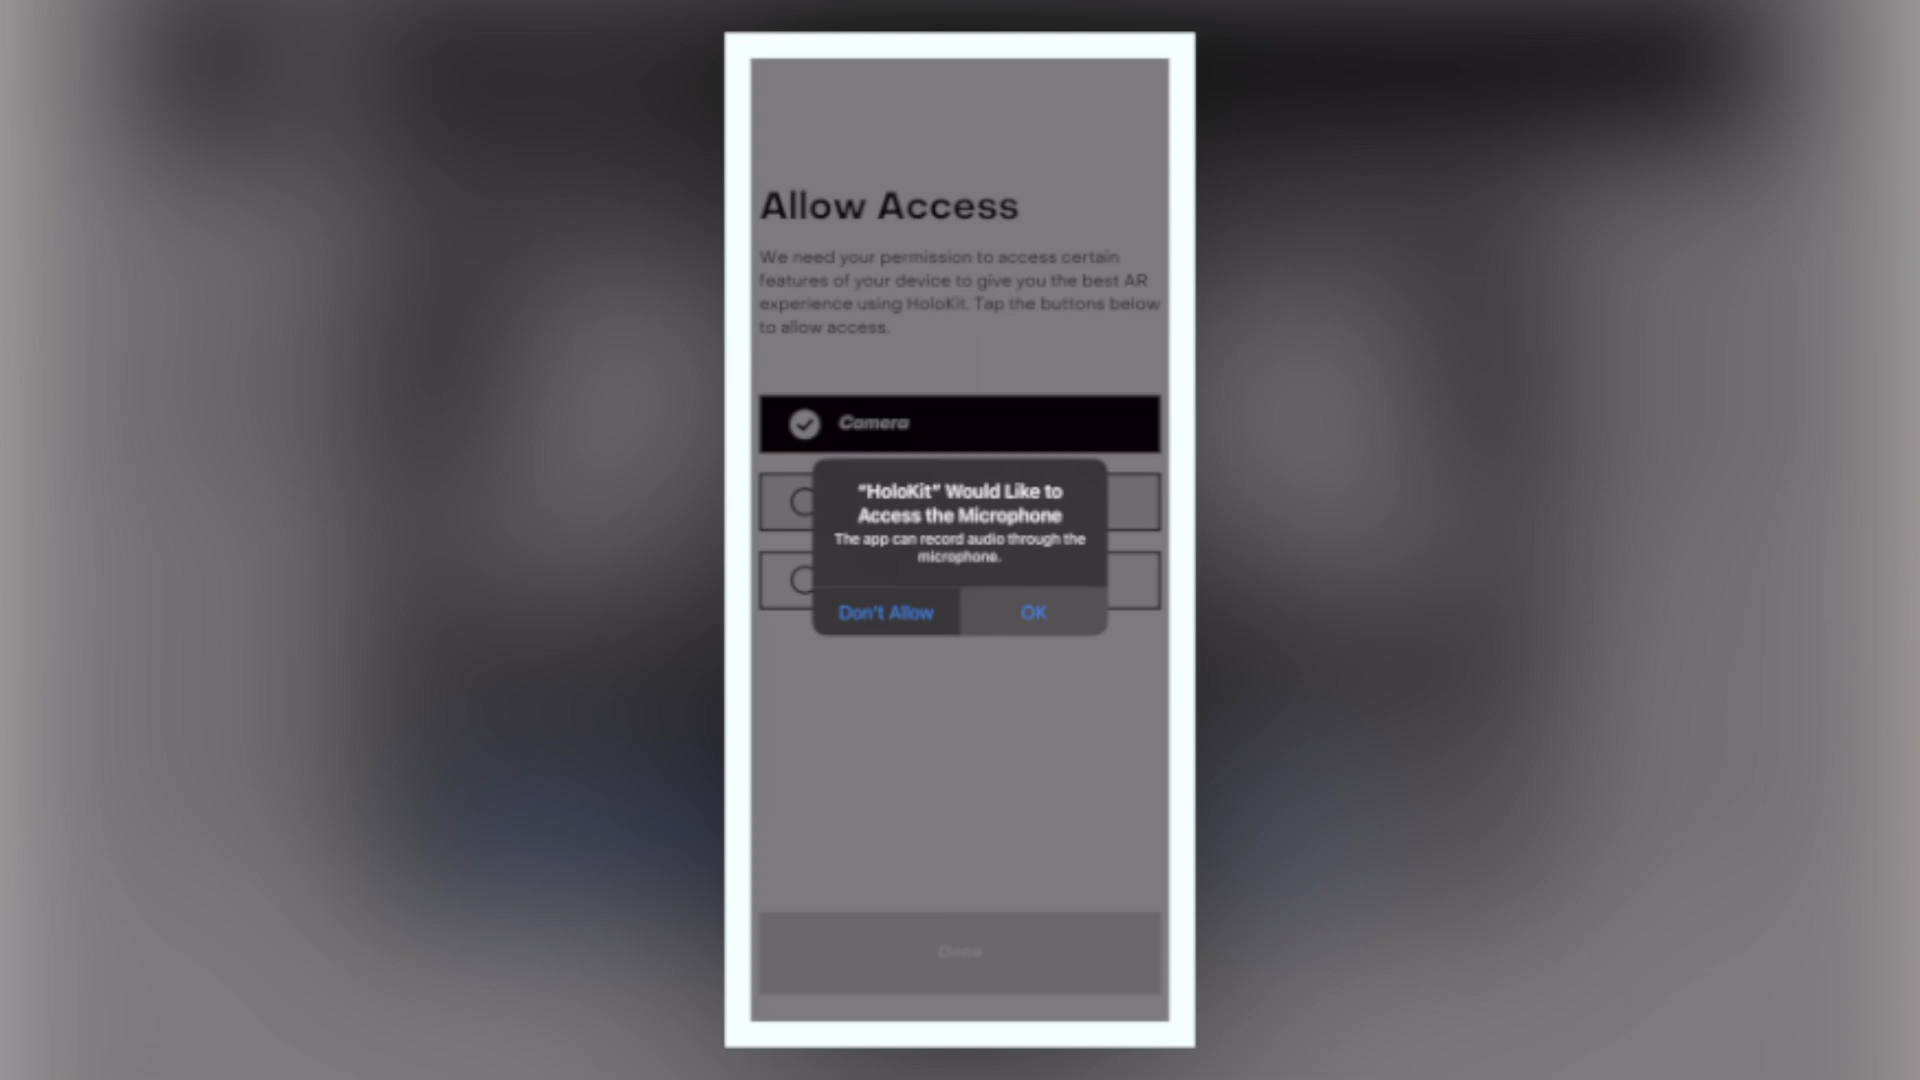 Allow Access
We need your permission to access certain
features of your device to give you the best AR
experience using HoloKit. Tap the buttons below
to allow access.
Camera
“HoloKit” Would Like to
Access the Microphone
The app can record audio through the
microphone.
Don't Allow
OK
Done